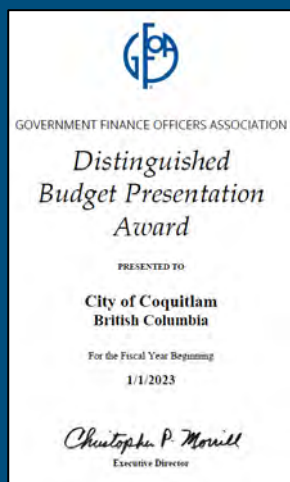 GFOA
GOVERNMENT FINANCE OFFICERS ASSOCIATION
Distinguished
Budget Presentation
Award
PRESENTED TO
City of Coquitlam
British Columbia
For the Fiscal Year Beginning
1/1/2023
Christopher P. Morrill
Executive Director